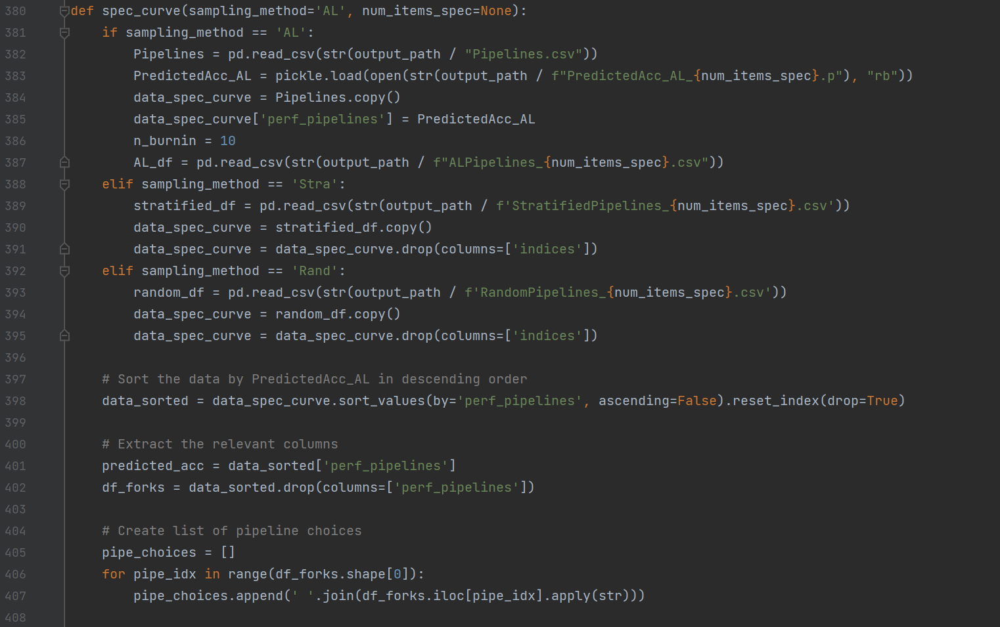 380 def spec_curve(sampling_method='AL', num_items_spec=None):
381     if sampling_method == 'AL':
382         Pipelines = pd.read_csv(str(output_path / "Pipelines.csv"))
383         PredictedAcc_AL = pickle.load(open(str(output_path / f"PredictedAcc_AL_{num_items_spec}.p"), "rb"))
384         data_spec_curve = Pipelines.copy()
385         data_spec_curve['perf_pipelines'] = PredictedAcc_AL
386         n_burnin = 10
387         AL_df = pd.read_csv(str(output_path / f"ALPipelines_{num_items_spec}.csv"))
388     elif sampling_method == 'Stra':
389         stratified_df = pd.read_csv(str(output_path / f'StratifiedPipelines_{num_items_spec}.csv'))
390         data_spec_curve = stratified_df.copy()
391         data_spec_curve = data_spec_curve.drop(columns=['indices'])
392     elif sampling_method == 'Rand':
393         random_df = pd.read_csv(str(output_path / f'RandomPipelines_{num_items_spec}.csv'))
394         data_spec_curve = random_df.copy()
395         data_spec_curve = data_spec_curve.drop(columns=['indices'])
396
397     # Sort the data by PredictedAcc_AL in descending order
398     data_sorted = data_spec_curve.sort_values(by='perf_pipelines', ascending=False).reset_index(drop=True)
399
400     # Extract the relevant columns
401     predicted_acc = data_sorted['perf_pipelines']
402     df_forks = data_sorted.drop(columns=['perf_pipelines'])
403
404     # Create list of pipeline choices
405     pipe_choices = []
406     for pipe_idx in range(df_forks.shape[0]):
407         pipe_choices.append(' '.join(df_forks.iloc[pipe_idx].apply(str)))
408